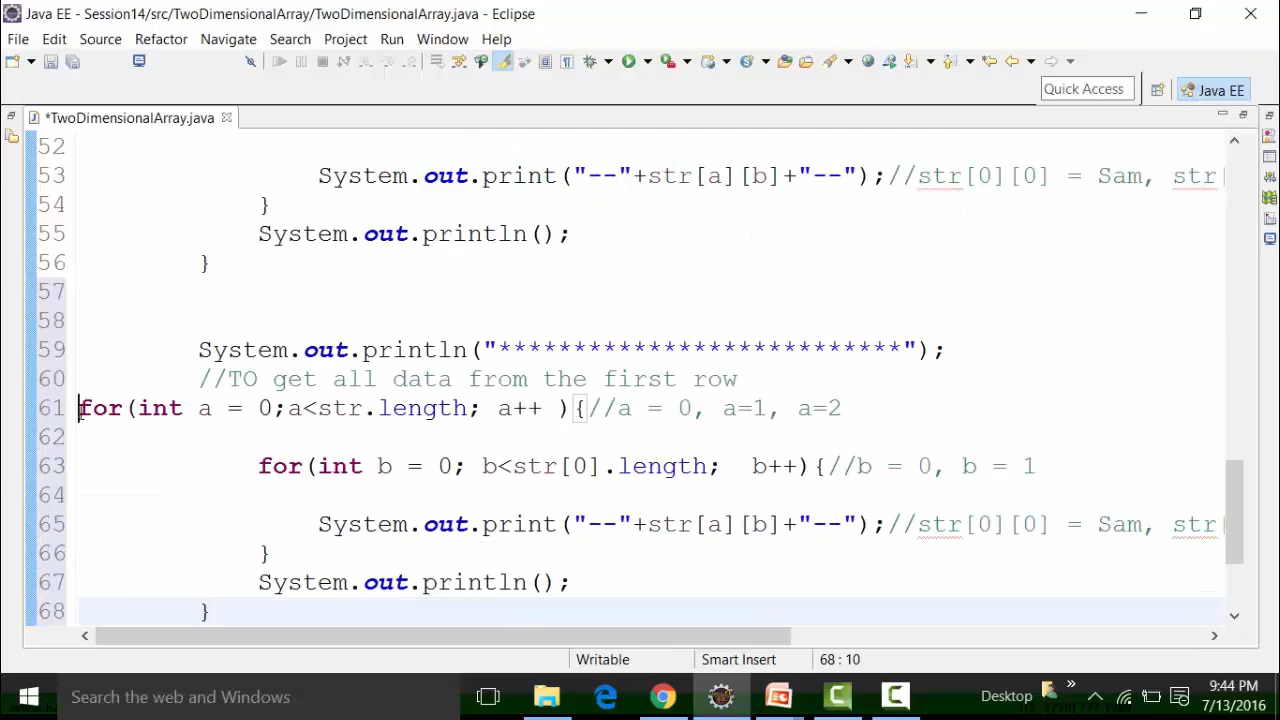 Java EE - Session14/src/TwoDimensionalArray/TwoDimensionalArray.java - Eclipse
File Edit Source Refactor Navigate Search Project Run Window Help
Quick Access
Java EE
*TwoDimensionalArray.java
52
53 System.out.print("--"+str[a][b]+"--");//str[0][0] = Sam, str[
54 }
55 System.out.println();
56 }
57
58
59 System.out.println("***************************");
60 //TO get all data from the first row
61 for(int a = 0;a<str.length; a++ ){//a = 0, a=1, a=2
62
63 for(int b = 0; b<str[0].length; b++){//b = 0, b = 1
64
65 System.out.print("--"+str[a][b]+"--");//str[0][0] = Sam, str[
66 }
67 System.out.println();
68 }
Writable Smart Insert 68 : 10
Search the web and Windows
Desktop
9:44 PM
7/13/2016